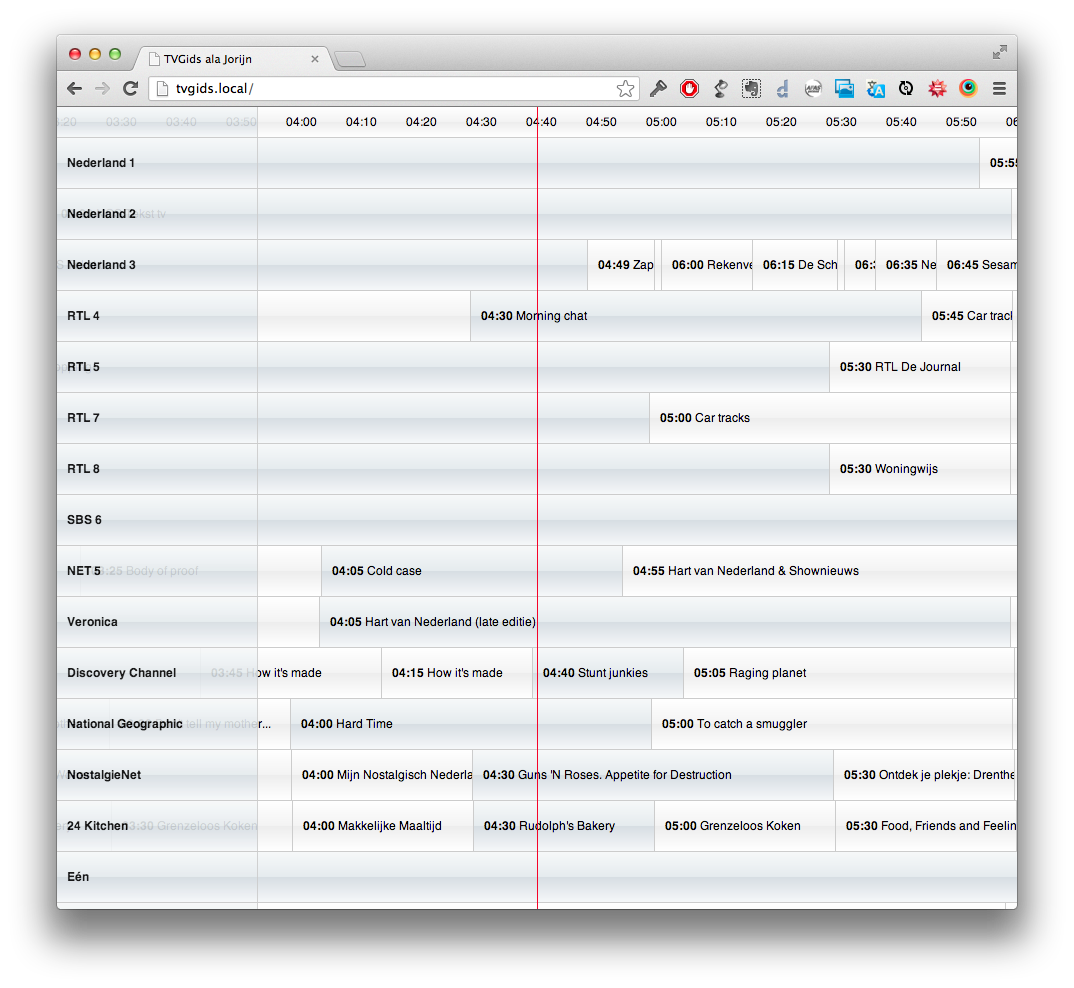 TVGids ala Jorijn
tvgids.local/
03:30 03:40 03:50 04:00 04:10 04:20 04:30 04:40 04:50 05:00 05:10 05:20 05:30 05:40 05:50
Nederland 1 05:55
Nederland 2
Nederland 3 04:49 Zap 06:00 Rekenve 06:15 De Sch 06:3 06:35 Ne 06:45 Sesam
RTL 4 04:30 Morning chat 05:45 Car track
RTL 5 05:30 RTL De Journal
RTL 7 05:00 Car tracks
RTL 8 05:30 Woningwijs
SBS 6
NET 5 03:25 Body of proof 04:05 Cold case 04:55 Hart van Nederland & Shownieuws
Veronica 04:05 Hart van Nederland (late editie)
Discovery Channel 03:45 How it's made 04:15 How it's made 04:40 Stunt junkies 05:05 Raging planet
National Geographic tell my mother... 04:00 Hard Time 05:00 To catch a smuggler
NostalgieNet 04:00 Mijn Nostalgisch Nederla 04:30 Guns 'N Roses. Appetite for Destruction 05:30 Ontdek je plekje: Drenthe
24 Kitchen 03:30 Grenzeloos Koken 04:00 Makkelijke Maaltijd 04:30 Rudolph's Bakery 05:00 Grenzeloos Koken 05:30 Food, Friends and Feelin
Eén